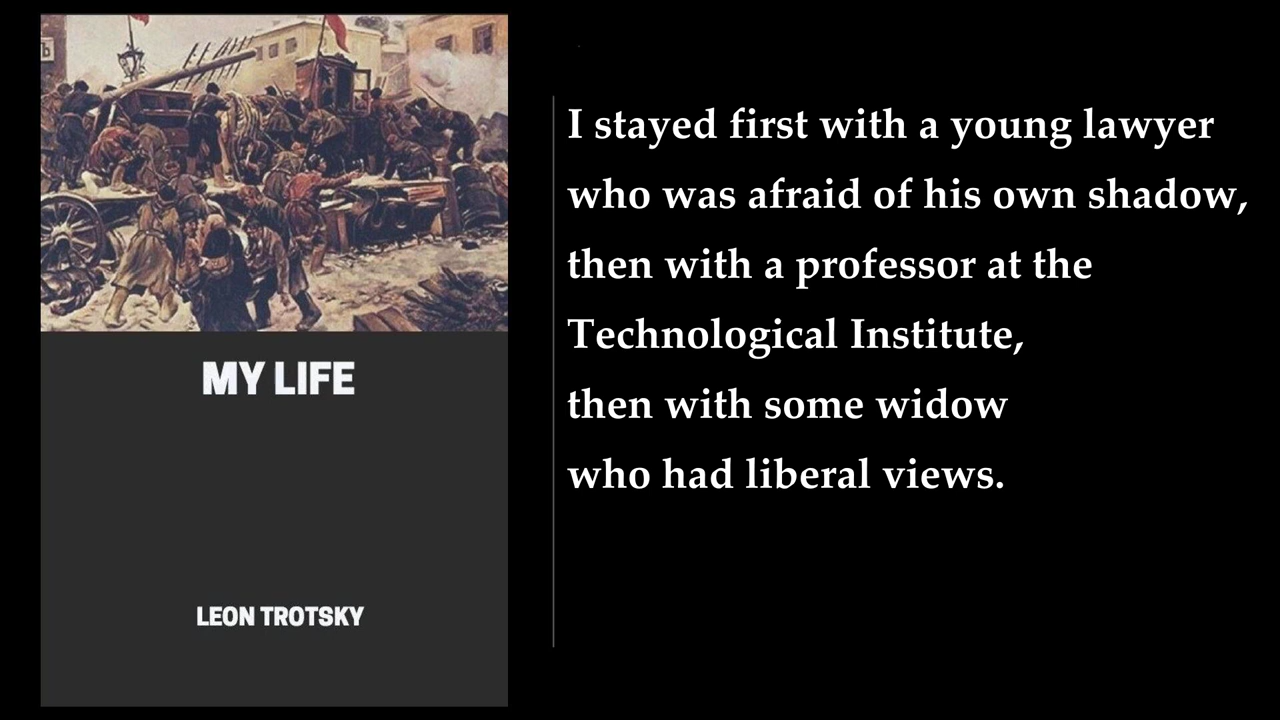 Ъ
MY LIFE
LEON TROTSKY
I stayed first with a young lawyer
who was afraid of his own shadow,
then with a professor at the
Technological Institute,
then with some widow
who had liberal views.